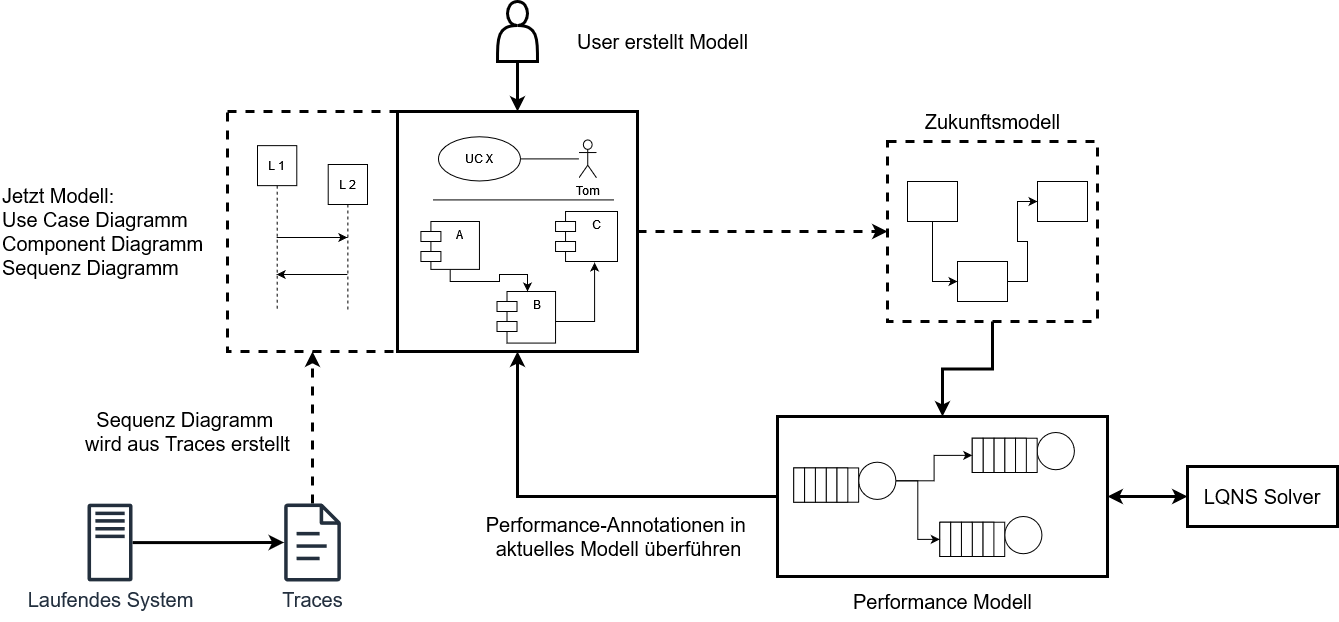 User erstellt Modell
Zukunftsmodell
Jetzt Modell:
Use Case Diagramm
Component Diagramm
Sequenz Diagramm
L 1
L 2
UC X
Tom
A
B
C
Sequenz Diagramm
wird aus Traces erstellt
Laufendes System
Traces
Performance-Annotationen in
aktuelles Modell überführen
Performance Modell
LQNS Solver